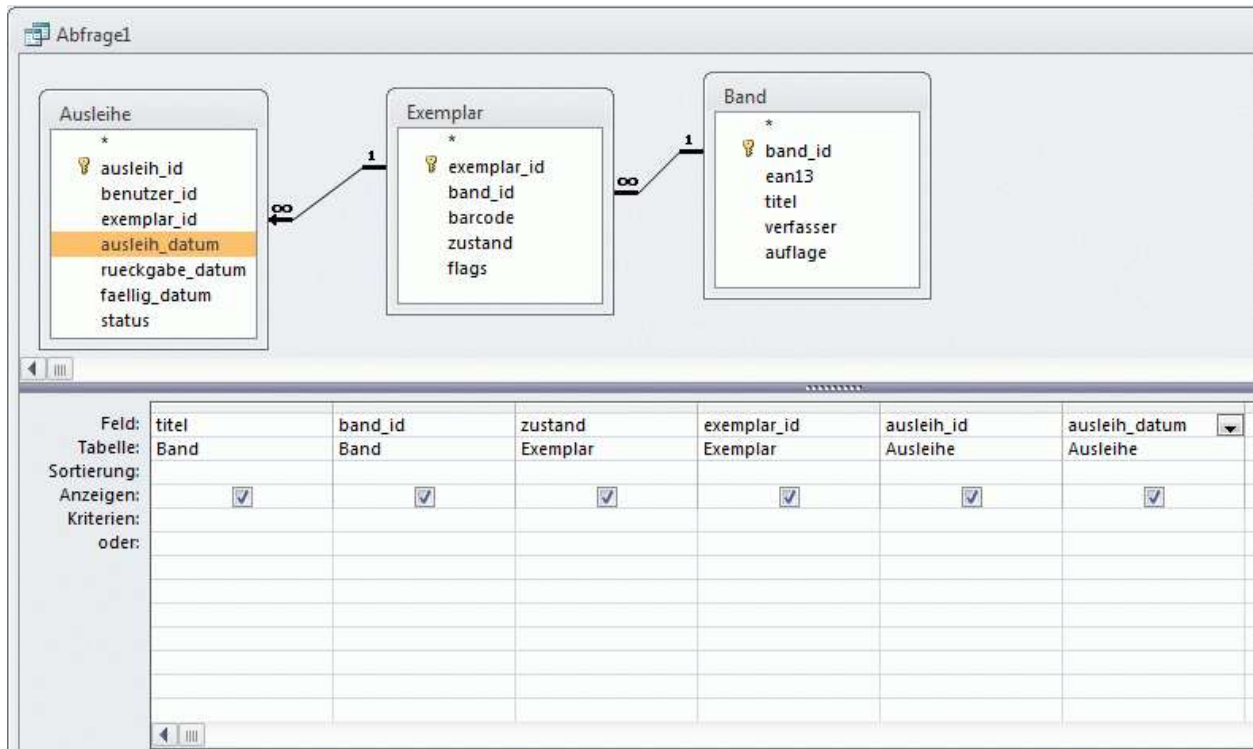 Abfrage1
Ausleihe
*
ausleih_id
benutzer_id
exemplar_id
ausleih_datum
rueckgabe_datum
faellig_datum
status
∞
1
Exemplar
*
exemplar_id
band_id
barcode
zustand
flags
∞
1
Band
*
band_id
ean13
titel
verfasser
auflage
Feld: titel band_id zustand exemplar_id ausleih_id ausleih_datum
Tabelle: Band Band Exemplar Exemplar Ausleihe Ausleihe
Sortierung:
Anzeigen:
Kriterien:
oder: